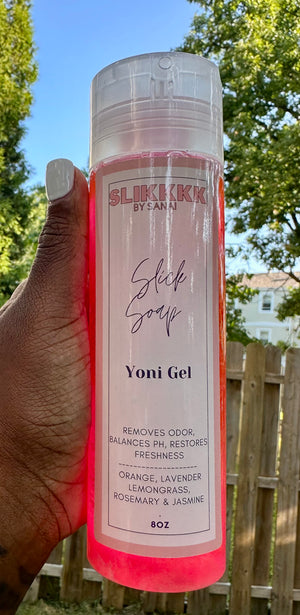 SLIKKKK
BY SANAI
Slick
Soap
Yoni Gel
REMOVES ODOR,
BALANCES PH, RESTORES
FRESHNESS
ORANGE, LAVENDER
LEMONGRASS,
ROSEMARY & JASMINE
.
8OZ